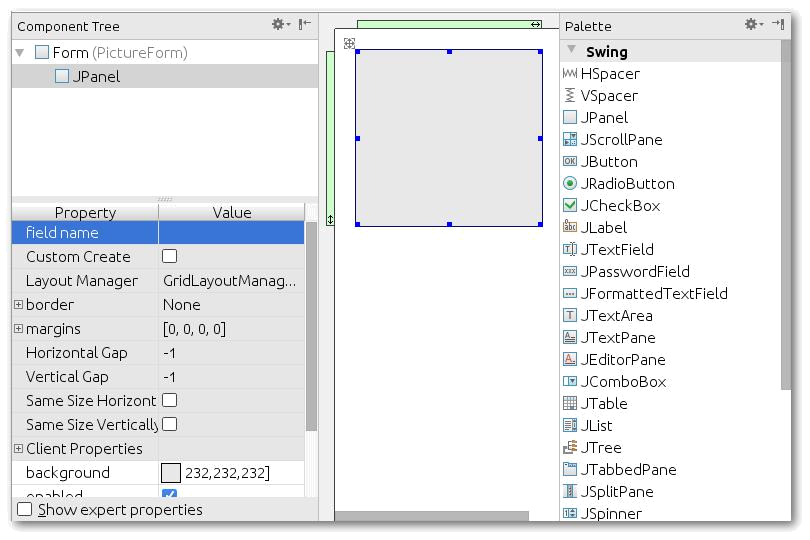 Component Tree
Form (PictureForm)
JPanel
Property Value
field name
Custom Create
Layout Manager GridLayoutManag...
border None
margins [0, 0, 0, 0]
Horizontal Gap -1
Vertical Gap -1
Same Size Horizont
Same Size Vertically
Client Properties
background 232,232,232]
enabled
Show expert properties
Palette
Swing
HSpacer
VSpacer
JPanel
JScrollPane
JButton
JRadioButton
JCheckBox
JLabel
JTextField
JPasswordField
JFormattedTextField
JTextArea
JTextPane
JEditorPane
JComboBox
JTable
JList
JTree
JTabbedPane
JSplitPane
JSpinner